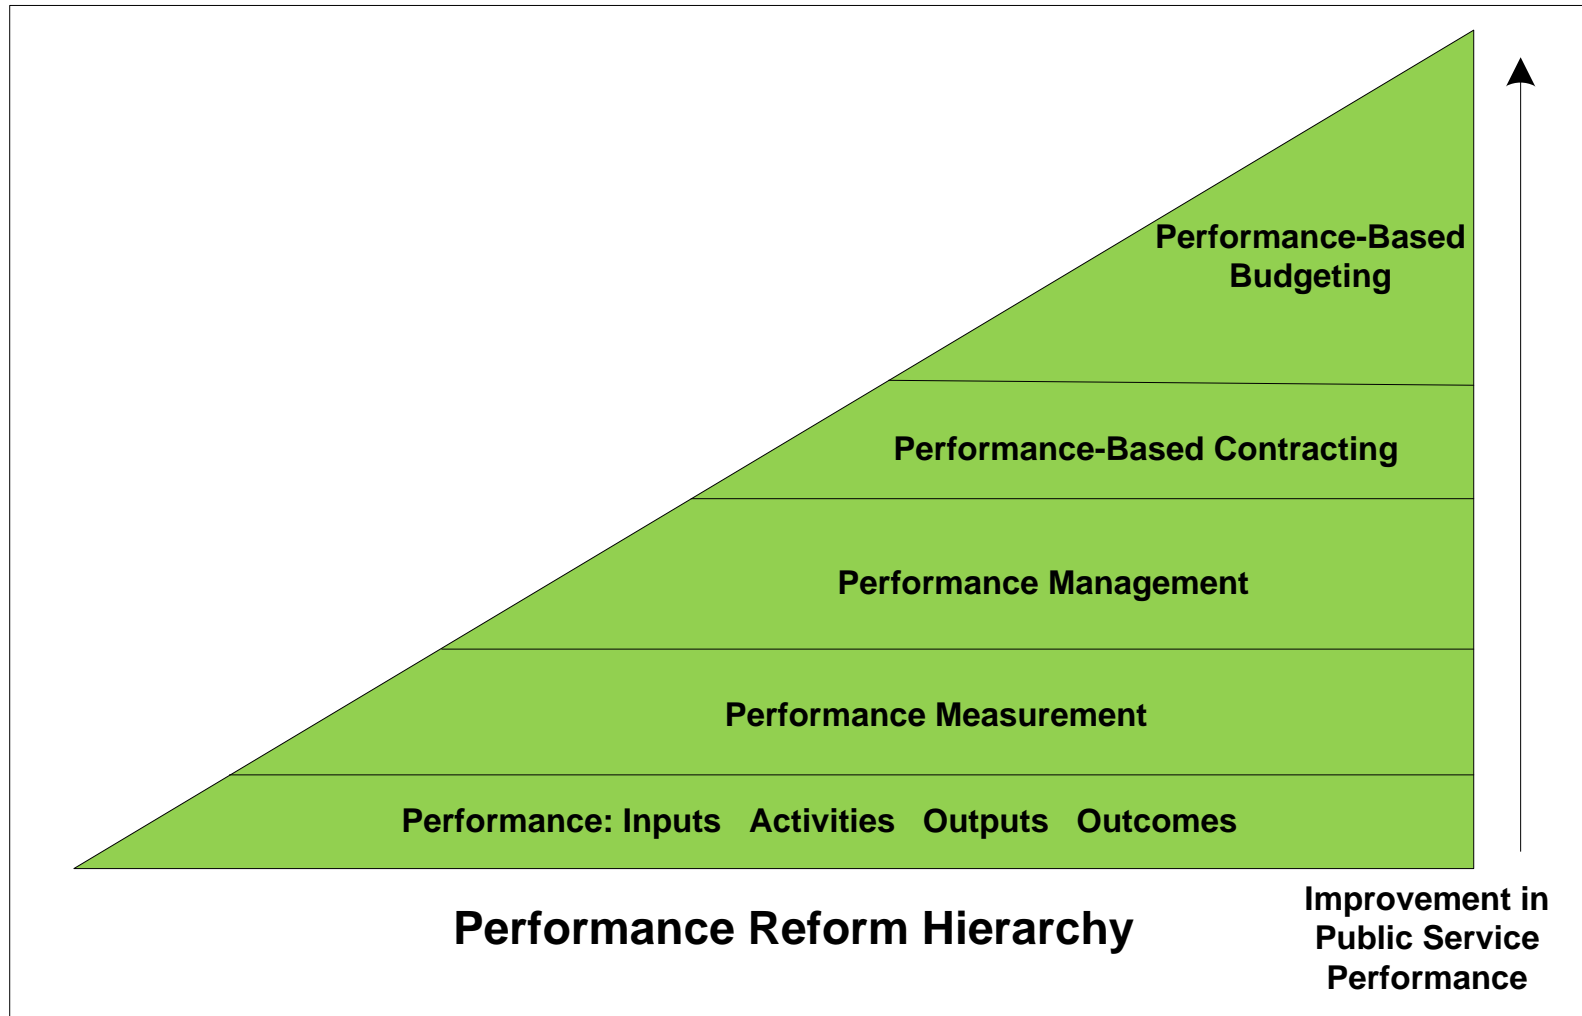 Performance-Based
Budgeting
Performance-Based Contracting
Performance Management
Performance Measurement
Performance: Inputs   Activities   Outputs   Outcomes
Performance Reform Hierarchy
Improvement in
Public Service
Performance